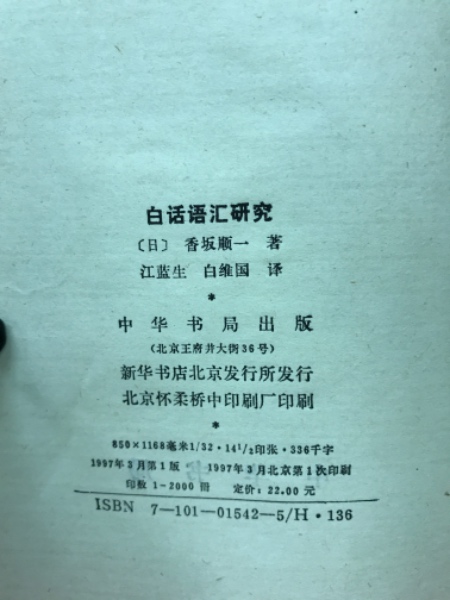 白话语汇研究
〔日〕 香坂顺一 著
江蓝生 白维国 译
*
中华书局出版
(北京王府井大街36号)
新华书店北京发行所发行
北京怀柔桥中印刷厂印刷
*
850×1168毫米1/32·14¹/₂印张·336千字
1997年3月第1版 1997年3月北京第1次印刷
印数1-2000册 定价:22.00元
ISBN 7—101—01542—5/H·136